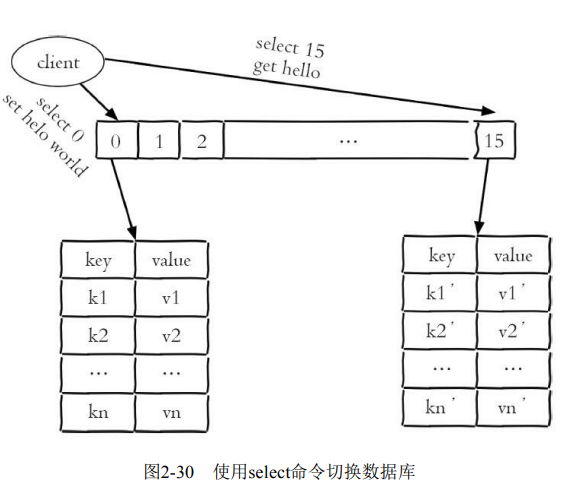 select 15
get hello
client
select 0
set helo world
0 1 2 ... 15
key value
k1 v1
k2 v2
... ...
kn vn
key value
k1' v1'
k2' v2'
... ...
kn' vn'
图2-30 使用select命令切换数据库